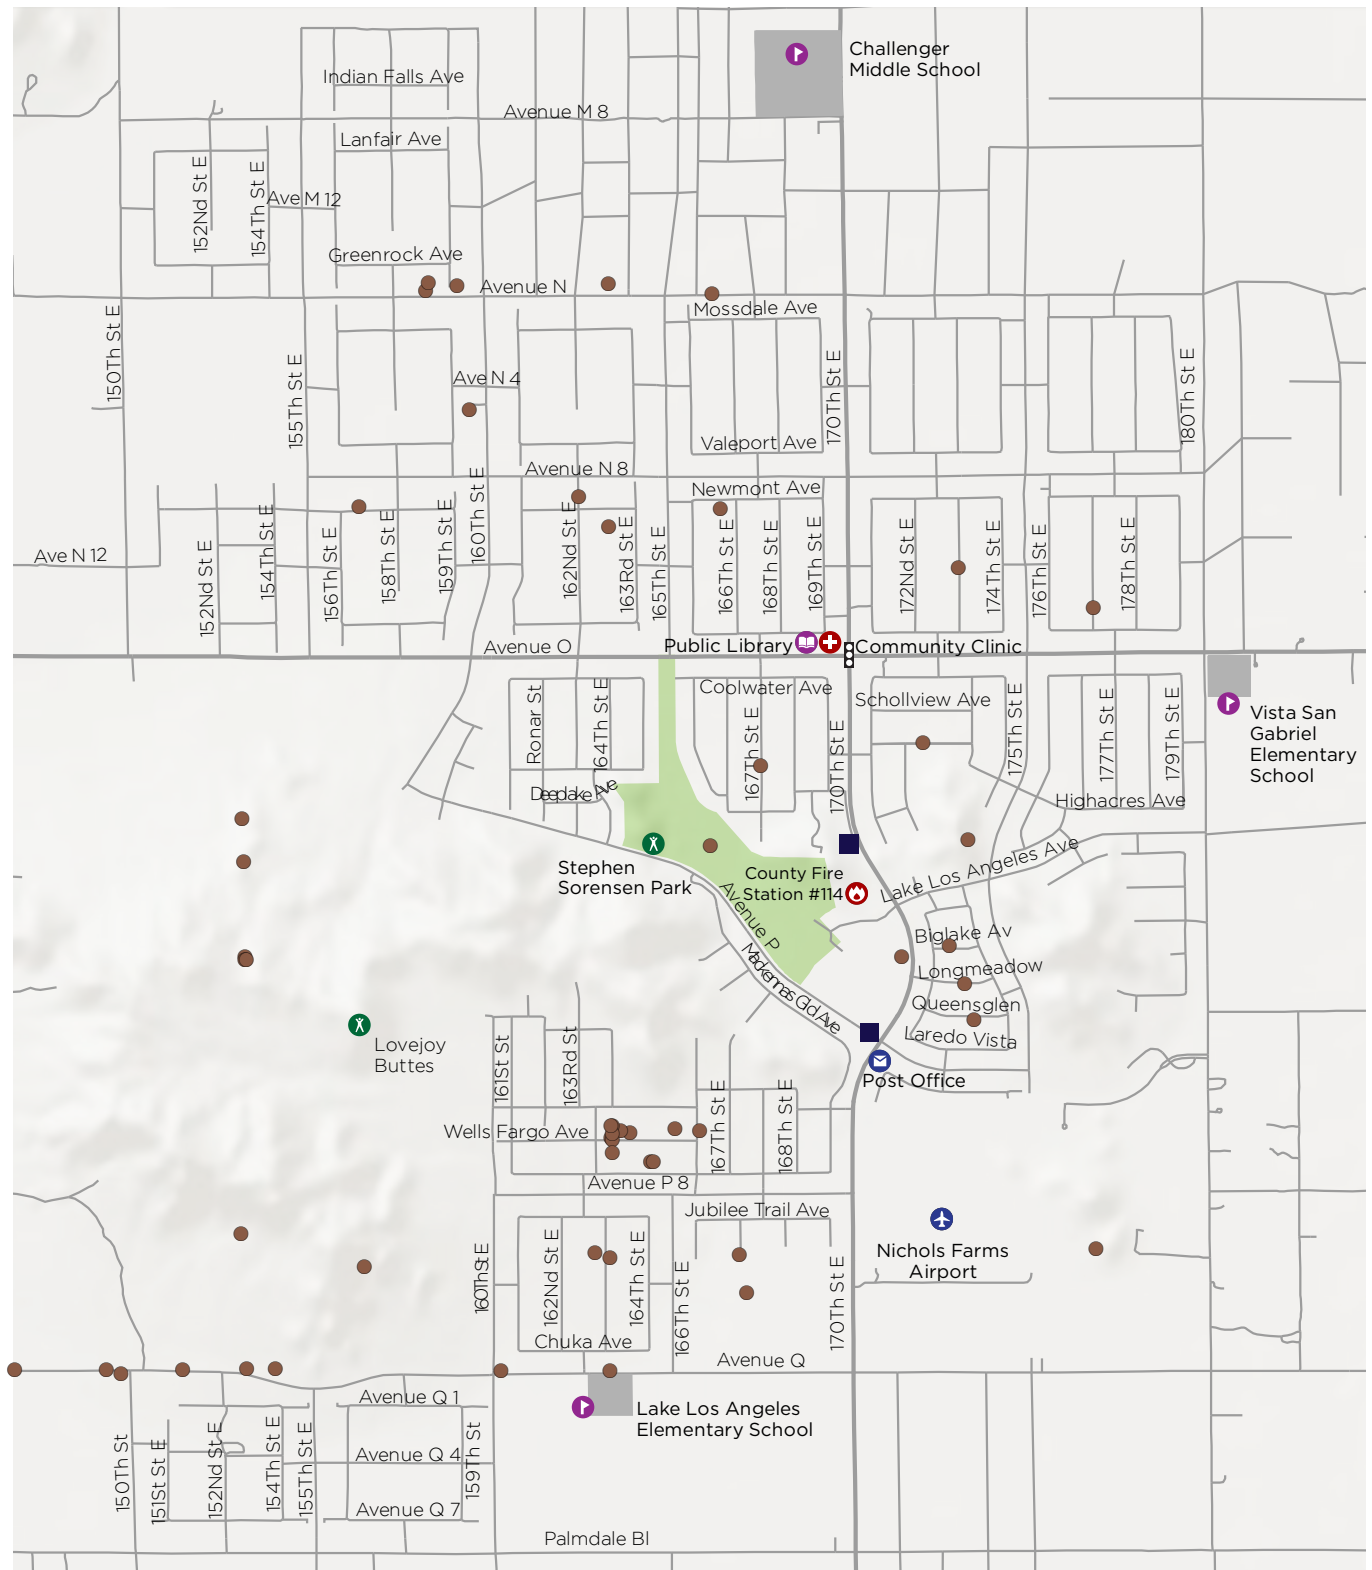 Challenger
Middle School
Indian Falls Ave
Avenue M 8
Lanfair Ave
152Nd St E
154Th St E
Ave M 12
Greenrock Ave
Avenue N
Mossdale Ave
150Th St E
155Th St E
Ave N 4
170Th St E
180Th St E
Valeport Ave
Avenue N 8
Newmont Ave
160Th St E
Ave N 12
152Nd St E
154Th St E
156Th St E
158Th St E
159Th St E
162Nd St E
163Rd St E
165Th St E
166Th St E
168Th St E
169Th St E
172Nd St E
174Th St E
176Th St E
178Th St E
Avenue O
Public Library
Community Clinic
Ronar St
164Th St E
Coolwater Ave
167Th St E
170Th St E
Schollview Ave
175Th St E
177Th St E
179Th St E
Vista San
Gabriel
Elementary
School
Deeplake Ave
Highacres Ave
Stephen
Sorensen Park
County Fire
Station #114
Lake Los Angeles Ave
Avenue P
Mackennas Gld Ave
Biglake Av
Longmeadow
Queensglen
Laredo Vista
Lovejoy
Buttes
161St St
163Rd St
Post Office
Wells Fargo Ave
167Th St E
168Th St E
Avenue P 8
Jubilee Trail Ave
160Th St E
162Nd St E
164Th St E
166Th St E
170Th St E
Nichols Farms
Airport
Chuka Ave
Avenue Q
Avenue Q 1
Lake Los Angeles
Elementary School
150Th St
151St St E
152Nd St E
154Th St E
155Th St E
Avenue Q 4
159Th St
Avenue Q 7
Palmdale Bl